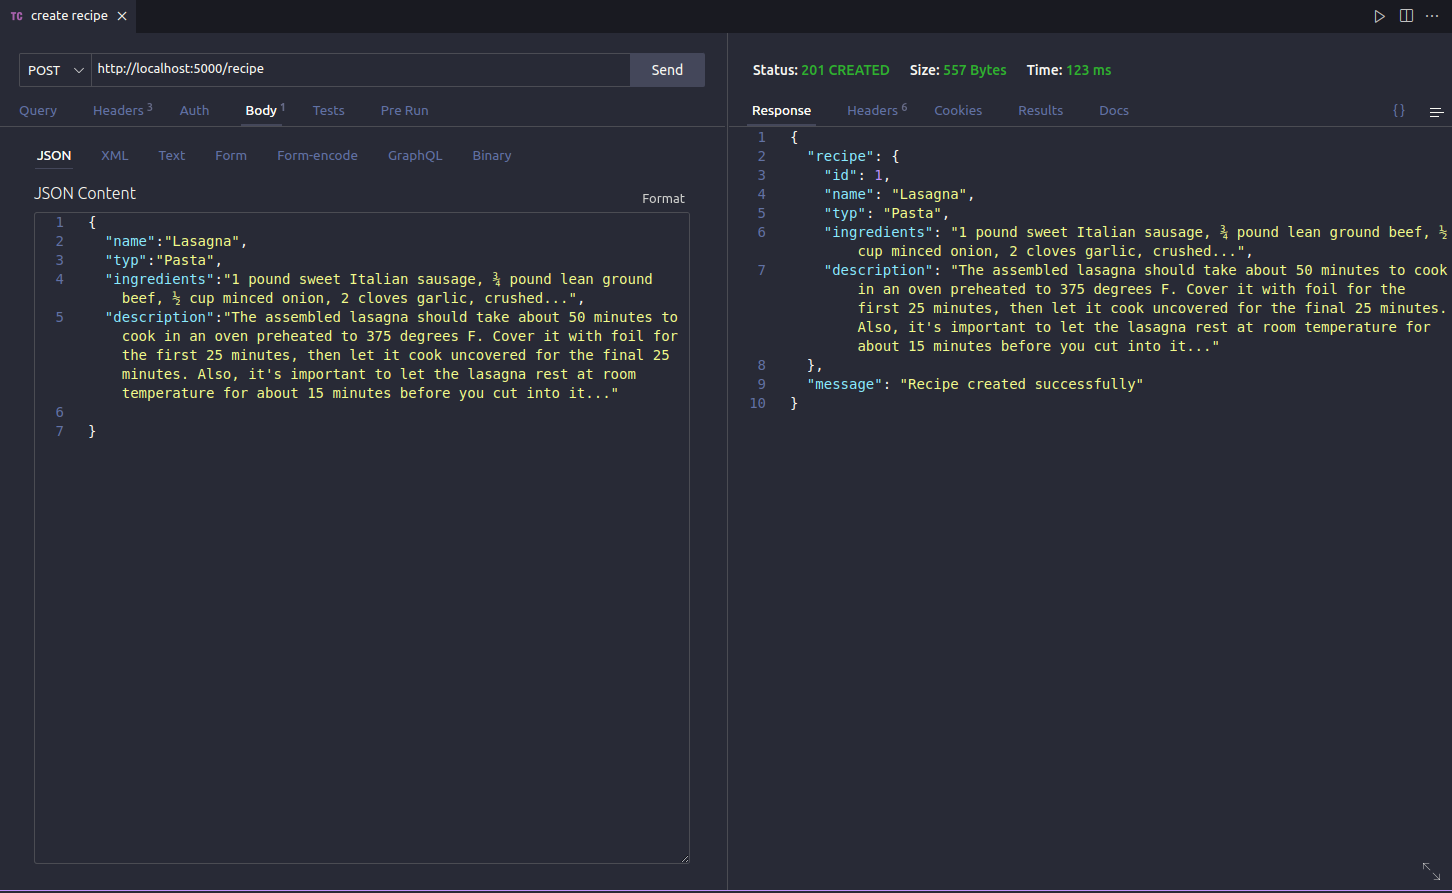 TC create recipe
POST http://localhost:5000/recipe Send
Query Headers 3 Auth Body 1 Tests Pre Run
JSON XML Text Form Form-encode GraphQL Binary
JSON Content
Format
1 {
2 "name":"Lasagna",
3 "typ":"Pasta",
4 "ingredients":"1 pound sweet Italian sausage, ¾ pound lean ground
beef, ½ cup minced onion, 2 cloves garlic, crushed...",
5 "description":"The assembled lasagna should take about 50 minutes to
cook in an oven preheated to 375 degrees F. Cover it with foil for
the first 25 minutes, then let it cook uncovered for the final 25
minutes. Also, it's important to let the lasagna rest at room
temperature for about 15 minutes before you cut into it..."
6
7 }
Status: 201 CREATED Size: 557 Bytes Time: 123 ms
Response Headers 6 Cookies Results Docs {}
1 {
2 "recipe": {
3 "id": 1,
4 "name": "Lasagna",
5 "typ": "Pasta",
6 "ingredients": "1 pound sweet Italian sausage, ¾ pound lean ground beef, ½
cup minced onion, 2 cloves garlic, crushed...",
7 "description": "The assembled lasagna should take about 50 minutes to cook
in an oven preheated to 375 degrees F. Cover it with foil for the
first 25 minutes, then let it cook uncovered for the final 25 minutes.
Also, it's important to let the lasagna rest at room temperature for
about 15 minutes before you cut into it..."
8 },
9 "message": "Recipe created successfully"
10 }